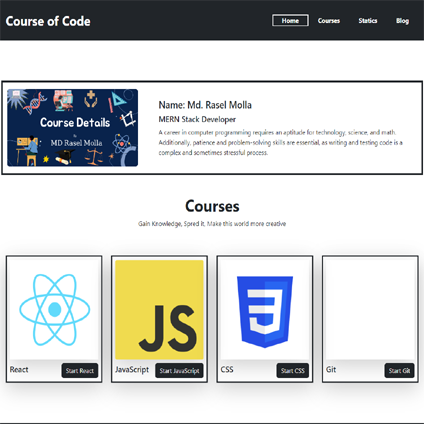 Course of Code
Home Courses Statics Blog
Course Details
By
MD Rasel Molla
Name: Md. Rasel Molla
MERN Stack Developer
A career in computer programming requires an aptitude for technology, science, and math.
Additionally, patience and problem-solving skills are essential, as writing and testing code is a
complex and sometimes stressful process.
Courses
Gain Knowledge, Spred it, Make this world more creative
JS
React Start React
JavaScript Start JavaScript
CSS Start CSS
Git Start Git